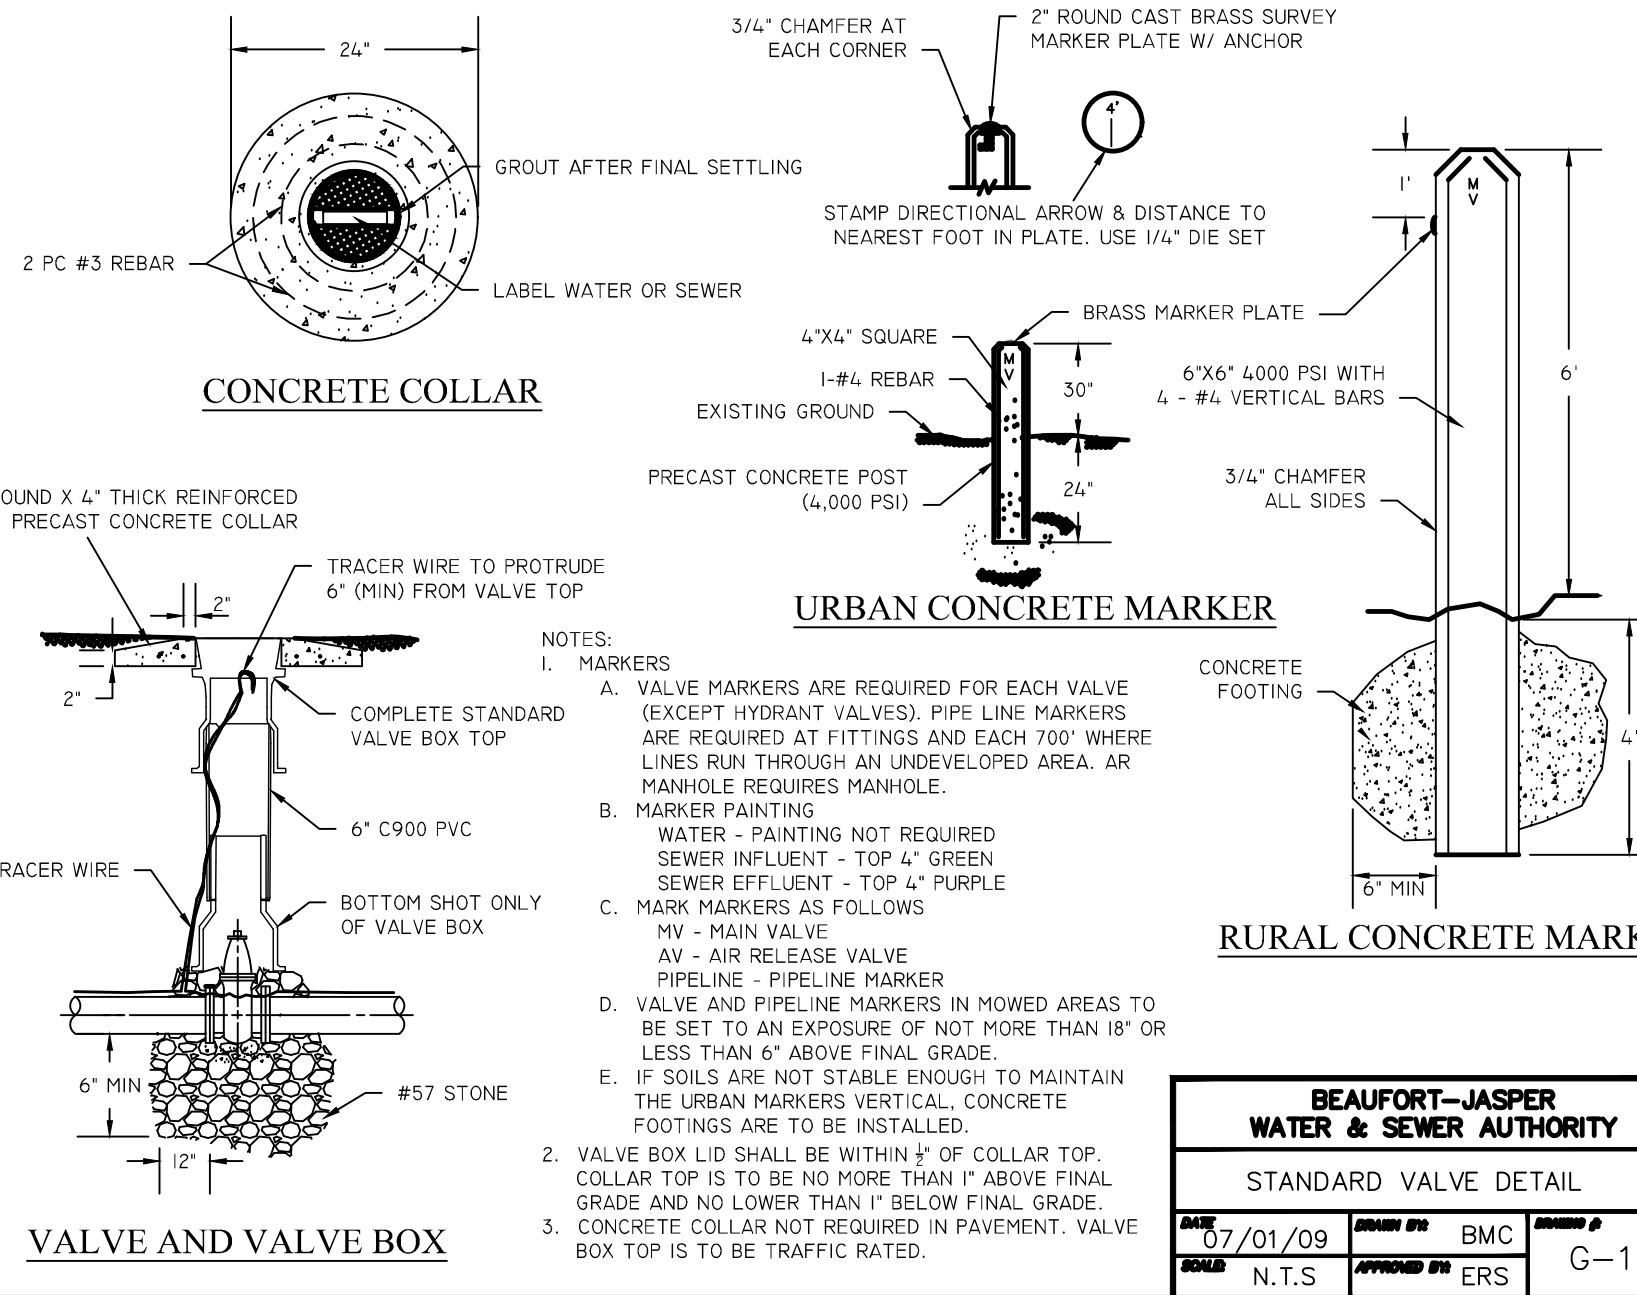 24"
GROUT AFTER FINAL SETTLING
2 PC #3 REBAR
LABEL WATER OR SEWER
CONCRETE COLLAR
3/4" CHAMFER AT
EACH CORNER
2" ROUND CAST BRASS SURVEY
MARKER PLATE W/ ANCHOR
4'
STAMP DIRECTIONAL ARROW & DISTANCE TO
NEAREST FOOT IN PLATE. USE 1/4" DIE SET
BRASS MARKER PLATE
4"X4" SQUARE
1-#4 REBAR
EXISTING GROUND
PRECAST CONCRETE POST
(4,000 PSI)
M
V
30"
24"
URBAN CONCRETE MARKER
1'
M
V
6'
6"X6" 4000 PSI WITH
4 - #4 VERTICAL BARS
3/4" CHAMFER
ALL SIDES
CONCRETE
FOOTING
4'
6" MIN
RURAL CONCRETE MARK
OUND X 4" THICK REINFORCED
PRECAST CONCRETE COLLAR
TRACER WIRE TO PROTRUDE
6" (MIN) FROM VALVE TOP
2"
2"
COMPLETE STANDARD
VALVE BOX TOP
6" C900 PVC
RACER WIRE
BOTTOM SHOT ONLY
OF VALVE BOX
6" MIN
#57 STONE
12"
VALVE AND VALVE BOX
NOTES:
1. MARKERS
A. VALVE MARKERS ARE REQUIRED FOR EACH VALVE
(EXCEPT HYDRANT VALVES). PIPE LINE MARKERS
ARE REQUIRED AT FITTINGS AND EACH 700' WHERE
LINES RUN THROUGH AN UNDEVELOPED AREA. AR
MANHOLE REQUIRES MANHOLE.
B. MARKER PAINTING
WATER - PAINTING NOT REQUIRED
SEWER INFLUENT - TOP 4" GREEN
SEWER EFFLUENT - TOP 4" PURPLE
C. MARK MARKERS AS FOLLOWS
MV - MAIN VALVE
AV - AIR RELEASE VALVE
PIPELINE - PIPELINE MARKER
D. VALVE AND PIPELINE MARKERS IN MOWED AREAS TO
BE SET TO AN EXPOSURE OF NOT MORE THAN 18" OR
LESS THAN 6" ABOVE FINAL GRADE.
E. IF SOILS ARE NOT STABLE ENOUGH TO MAINTAIN
THE URBAN MARKERS VERTICAL, CONCRETE
FOOTINGS ARE TO BE INSTALLED.
2. VALVE BOX LID SHALL BE WITHIN ½" OF COLLAR TOP.
COLLAR TOP IS TO BE NO MORE THAN 1" ABOVE FINAL
GRADE AND NO LOWER THAN 1" BELOW FINAL GRADE.
3. CONCRETE COLLAR NOT REQUIRED IN PAVEMENT. VALVE
BOX TOP IS TO BE TRAFFIC RATED.
BEAUFORT-JASPER
WATER & SEWER AUTHORITY
STANDARD VALVE DETAIL
DATE 07/01/09
DRAWN BY: BMC
DRAWING #
G-1
SCALE: N.T.S
APPROVED BY: ERS